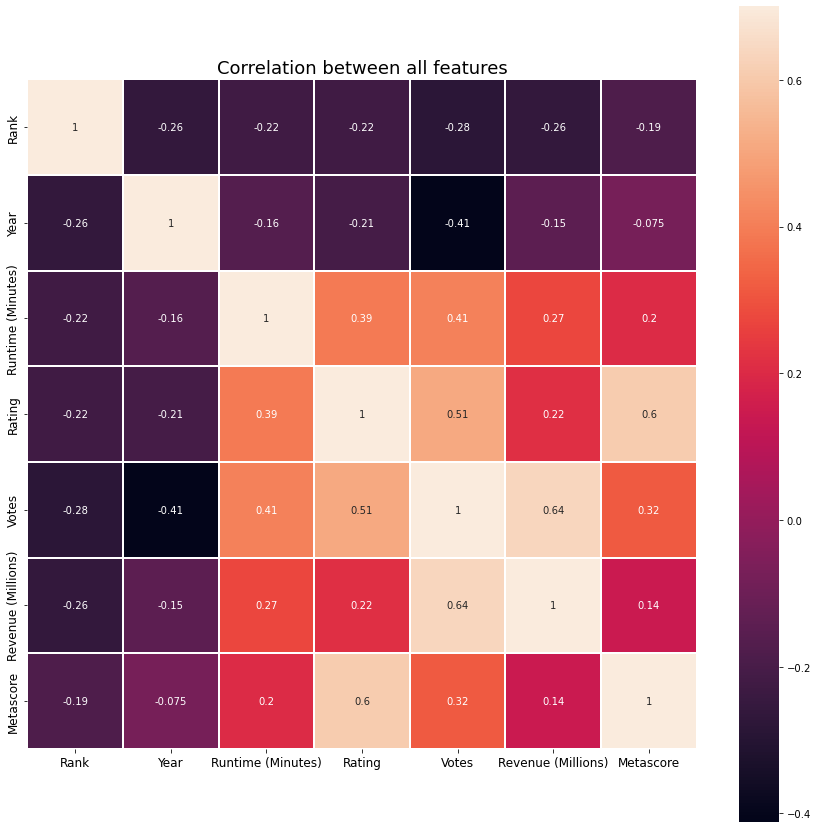 Correlation between all features
Rank 1 -0.26 -0.22 -0.22 -0.28 -0.26 -0.19
Year -0.26 1 -0.16 -0.21 -0.41 -0.15 -0.075
Runtime (Minutes) -0.22 -0.16 1 0.39 0.41 0.27 0.2
Rating -0.22 -0.21 0.39 1 0.51 0.22 0.6
Votes -0.28 -0.41 0.41 0.51 1 0.64 0.32
Revenue (Millions) -0.26 -0.15 0.27 0.22 0.64 1 0.14
Metascore -0.19 -0.075 0.2 0.6 0.32 0.14 1
Rank Year Runtime (Minutes) Rating Votes Revenue (Millions) Metascore
0.6
0.4
0.2
0.0
−0.2
−0.4